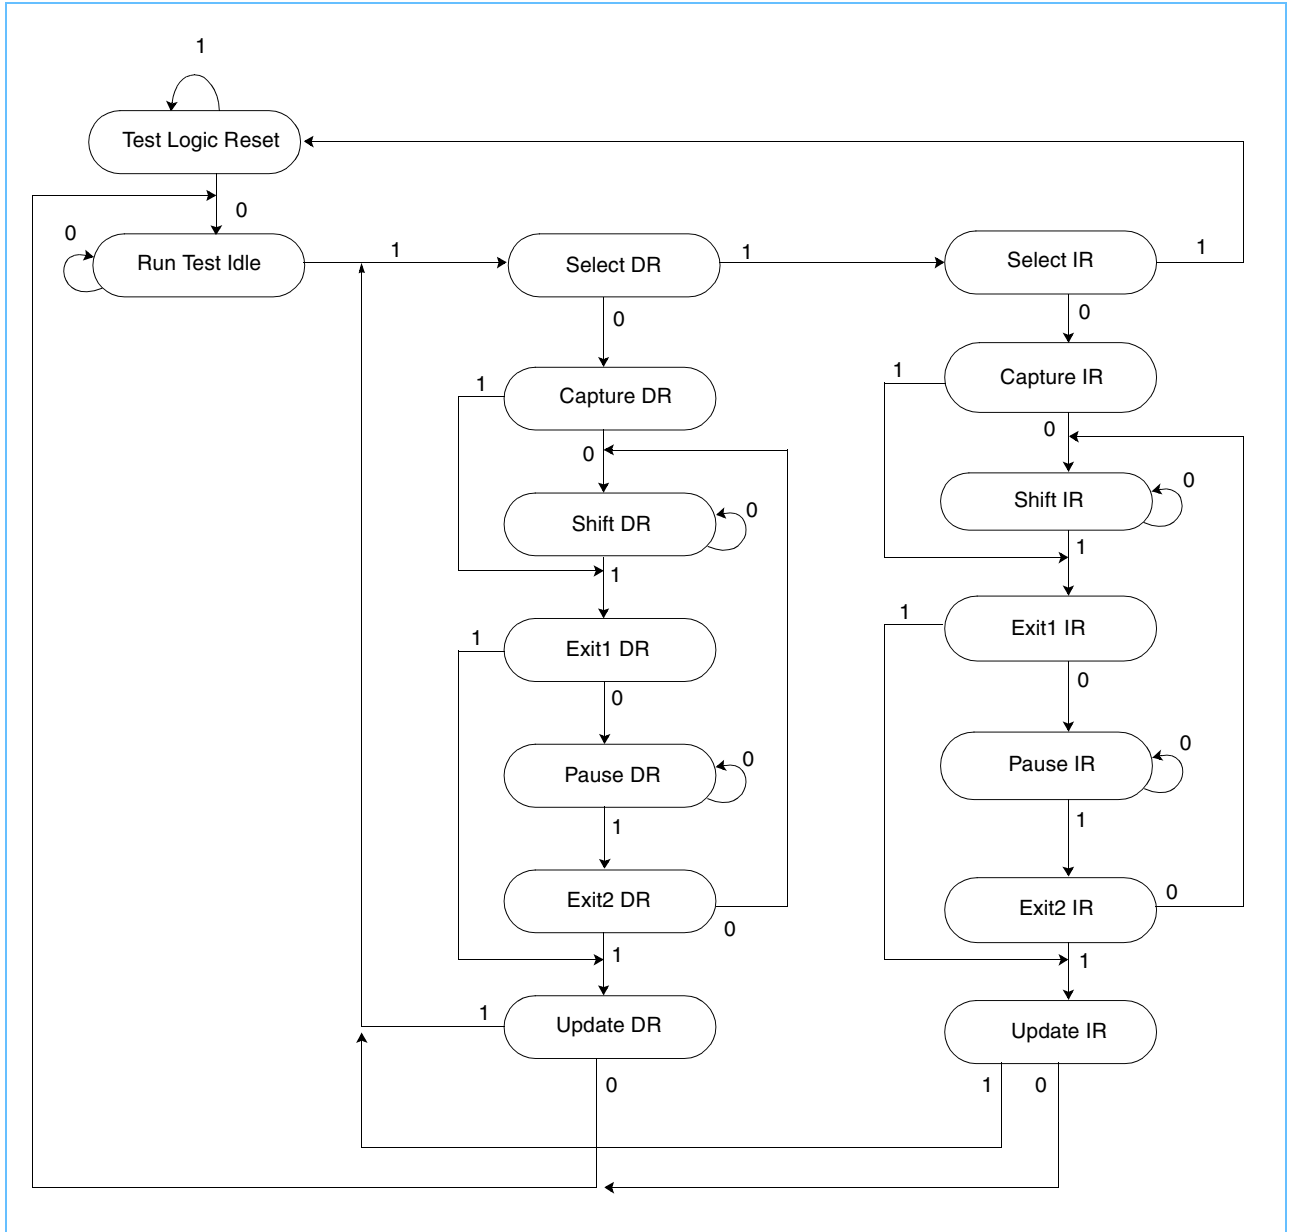 1
Test Logic Reset
0
0
Run Test Idle
1
Select DR
1
Select IR
1
0
0
1
Capture DR
1
Capture IR
0
0
Shift DR
0
Shift IR
0
1
1
1
Exit1 DR
1
Exit1 IR
0
0
Pause DR
0
Pause IR
0
1
1
Exit2 DR
0
Exit2 IR
0
1
1
1
Update DR
Update IR
0
1
0